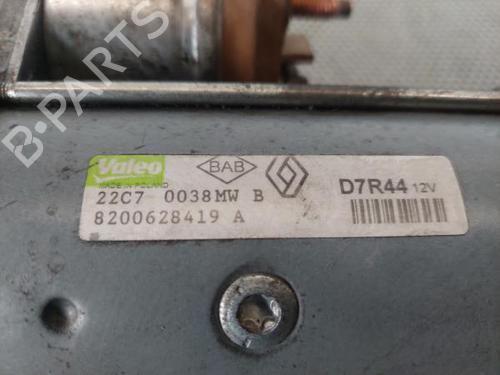 B-PARTS
Valeo
MADE IN POLAND
BAB
D7R44 12V
22C7 0038MW B
8200628419 A